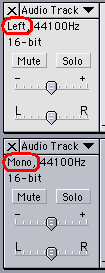 X Audio Track ▼
Left, 44100Hz
16-bit
Mute Solo
- +
L R
X Audio Track ▼
Mono, 44100Hz
16-bit
Mute Solo
- +
L R